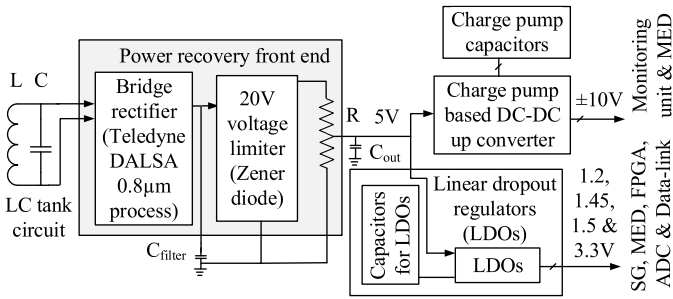 Charge pump
capacitors
Power recovery front end
L C
Bridge
rectifier
(Teledyne
DALSA
0.8µm
process)
20V
voltage
limiter
(Zener
diode)
R 5V
Charge pump
based DC-DC
up converter
±10V
Monitoring
unit & MED
LC tank
circuit
Cfilter
Cout
Linear dropout
regulators
(LDOs)
Capacitors
for LDOs
LDOs
1.2,
1.45,
1.5 &
3.3V
SG, MED, FPGA,
ADC & Data-link